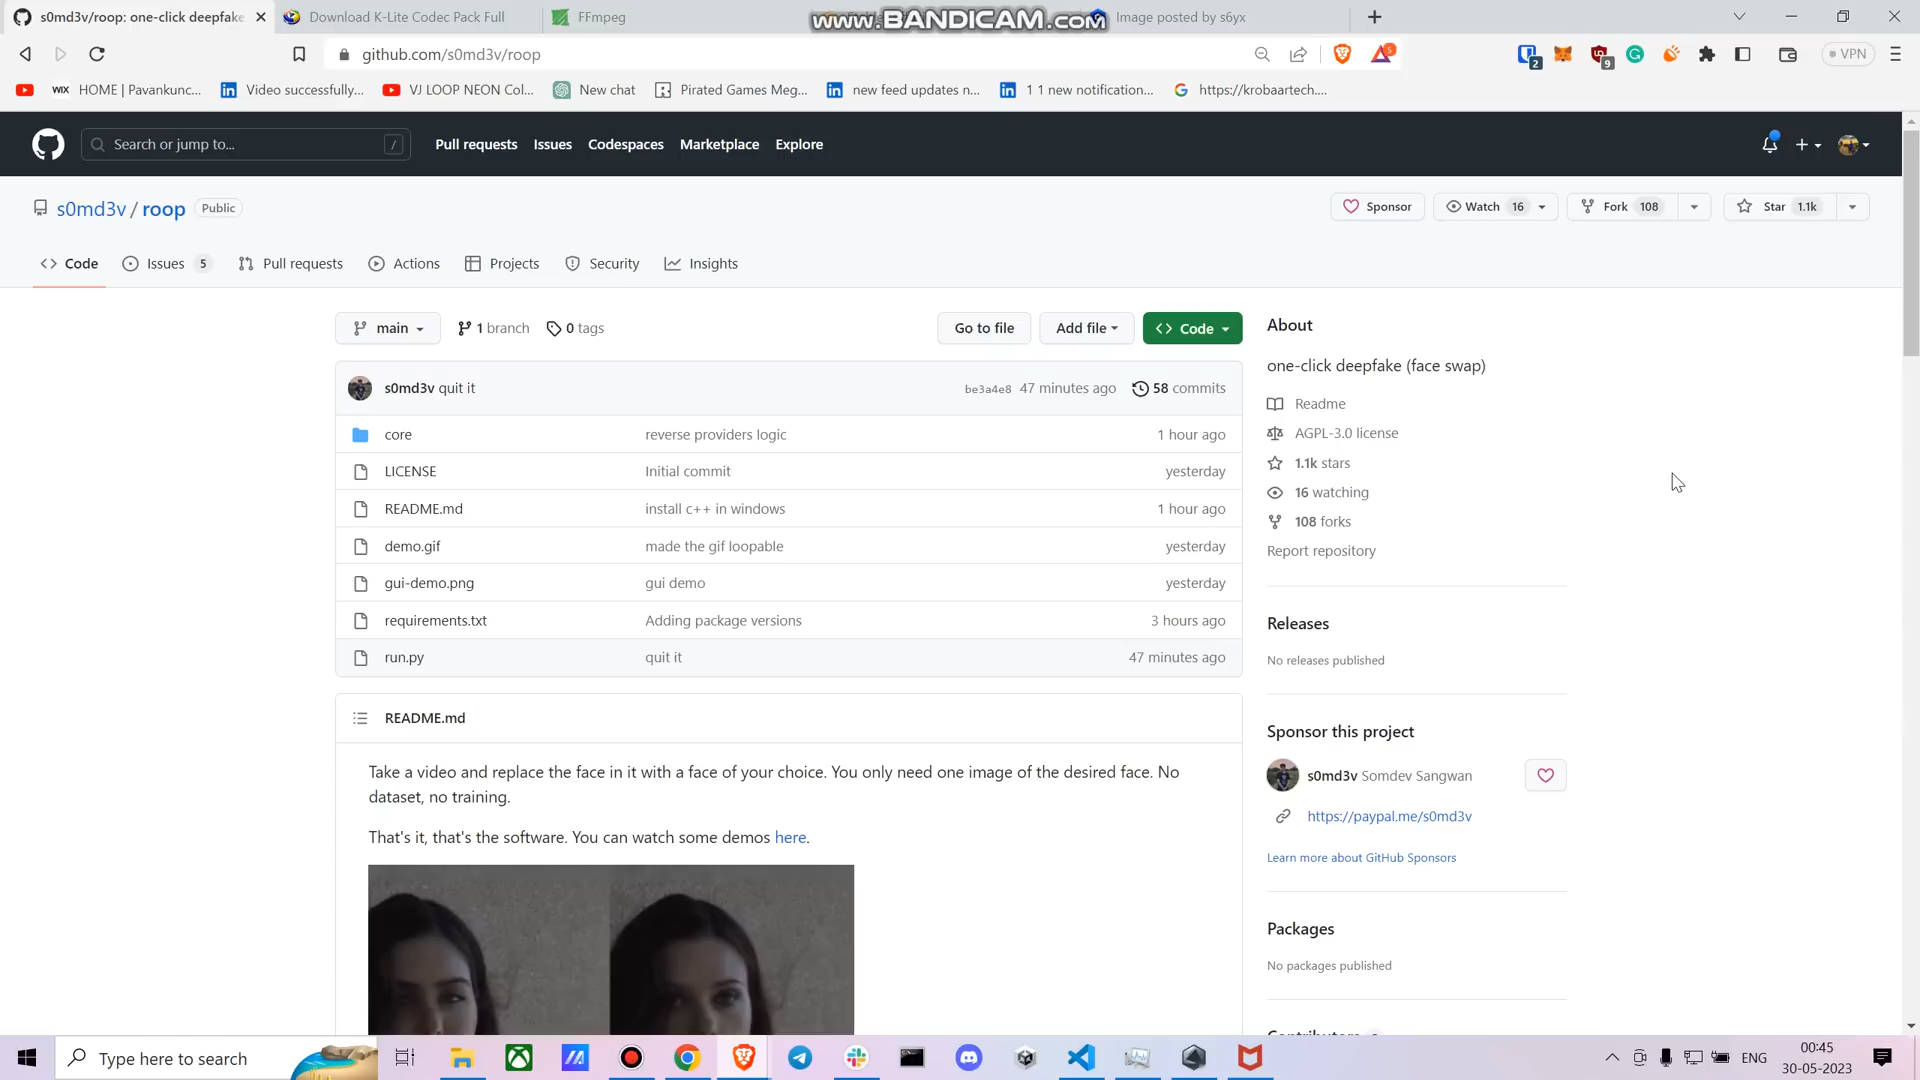 s0md3v/roop: one-click deepfake
Download K-Lite Codec Pack Full
FFmpeg
www.BANDICAM.com
Image posted by s6yx
github.com/s0md3v/roop
5
2
9
VPN
WIX
HOME | Pavankunc...
Video successfully...
VJ LOOP NEON Col...
New chat
Pirated Games Meg...
new feed updates n...
1 1 new notification...
https://krobaartech....
Search or jump to...
/
Pull requests
Issues
Codespaces
Marketplace
Explore
s0md3v / roop
Public
Sponsor
Watch 16
Fork 108
Star 1.1k
Code
Issues 5
Pull requests
Actions
Projects
Security
Insights
main
1 branch
0 tags
Go to file
Add file
Code
s0md3v quit it
be3a4e8 47 minutes ago
58 commits
core reverse providers logic 1 hour ago
LICENSE Initial commit yesterday
README.md install c++ in windows 1 hour ago
demo.gif made the gif loopable yesterday
gui-demo.png gui demo yesterday
requirements.txt Adding package versions 3 hours ago
run.py quit it 47 minutes ago
README.md
Take a video and replace the face in it with a face of your choice. You only need one image of the desired face. No
dataset, no training.
That's it, that's the software. You can watch some demos here.
About
one-click deepfake (face swap)
Readme
AGPL-3.0 license
1.1k stars
16 watching
108 forks
Report repository
Releases
No releases published
Sponsor this project
s0md3v Somdev Sangwan
https://paypal.me/s0md3v
Learn more about GitHub Sponsors
Packages
No packages published
Type here to search
ENG
00:45
30-05-2023